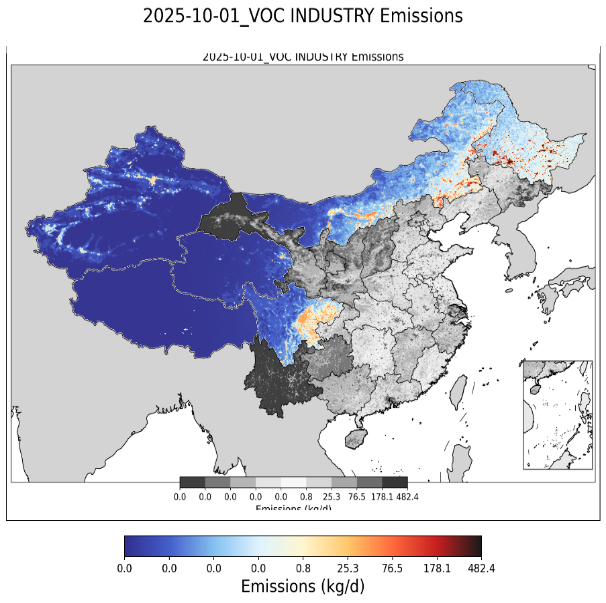 2025-10-01_VOC INDUSTRY Emissions
2025-10-01_VOC INDUSTRY Emissions
0.0 0.0 0.0 0.0 0.0 0.8 25.3 76.5 178.1 482.4
Emissions (kg/d)
0.0 0.0 0.0 0.0 0.8 25.3 76.5 178.1 482.4
Emissions (kg/d)